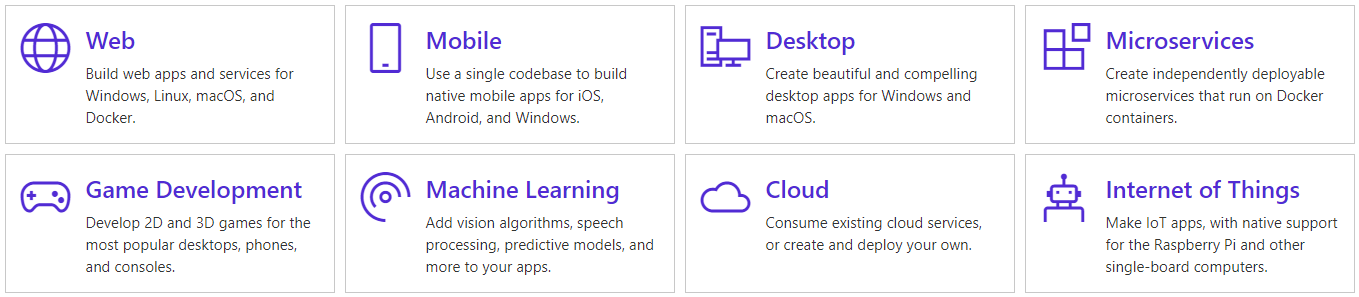 Web
Build web apps and services for
Windows, Linux, macOS, and
Docker.
Mobile
Use a single codebase to build
native mobile apps for iOS,
Android, and Windows.
Desktop
Create beautiful and compelling
desktop apps for Windows and
macOS.
Microservices
Create independently deployable
microservices that run on Docker
containers.
Game Development
Develop 2D and 3D games for the
most popular desktops, phones,
and consoles.
Machine Learning
Add vision algorithms, speech
processing, predictive models, and
more to your apps.
Cloud
Consume existing cloud services,
or create and deploy your own.
Internet of Things
Make IoT apps, with native support
for the Raspberry Pi and other
single-board computers.